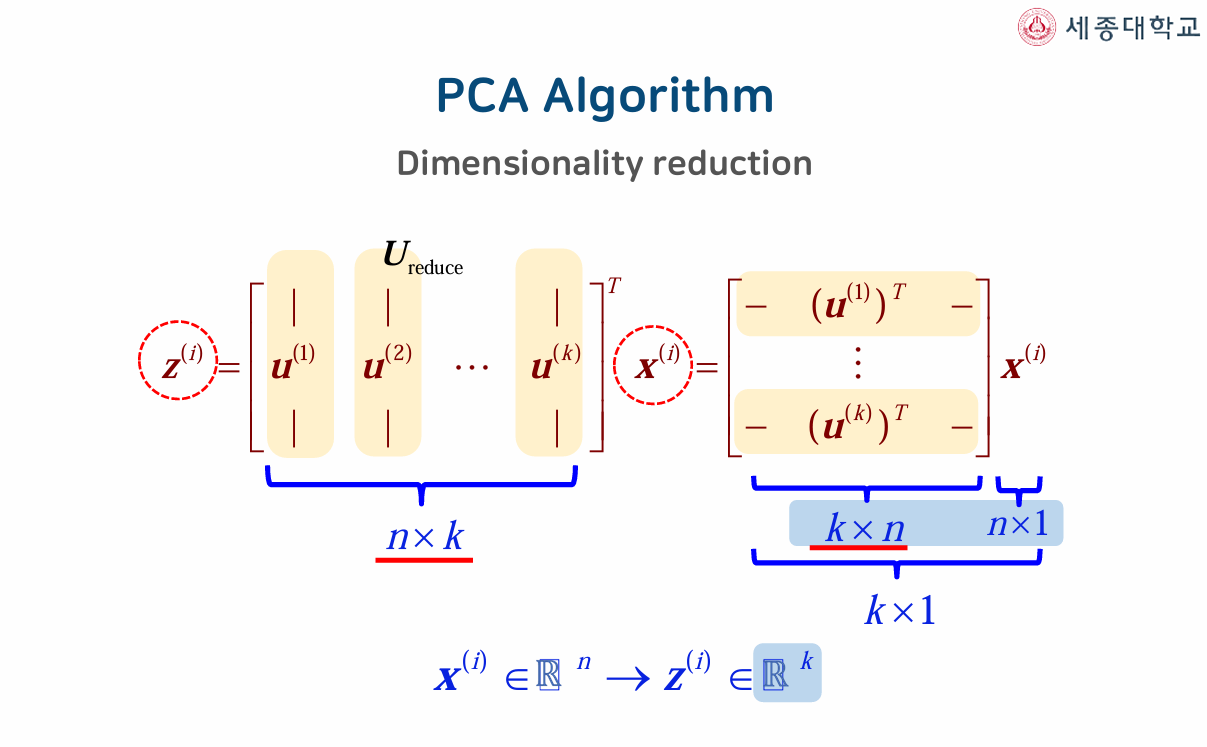 세종대학교
PCA Algorithm
Dimensionality reduction
U_reduce
z^(i) = [ | | | u^(1) u^(2) ⋯ u^(k) | | | ]^T x^(i) = [ − (u^(1))^T − ⋮ − (u^(k))^T − ] x^(i)
n × k
k × n n × 1
k × 1
x^(i) ∈ ℝ^n → z^(i) ∈ ℝ^k